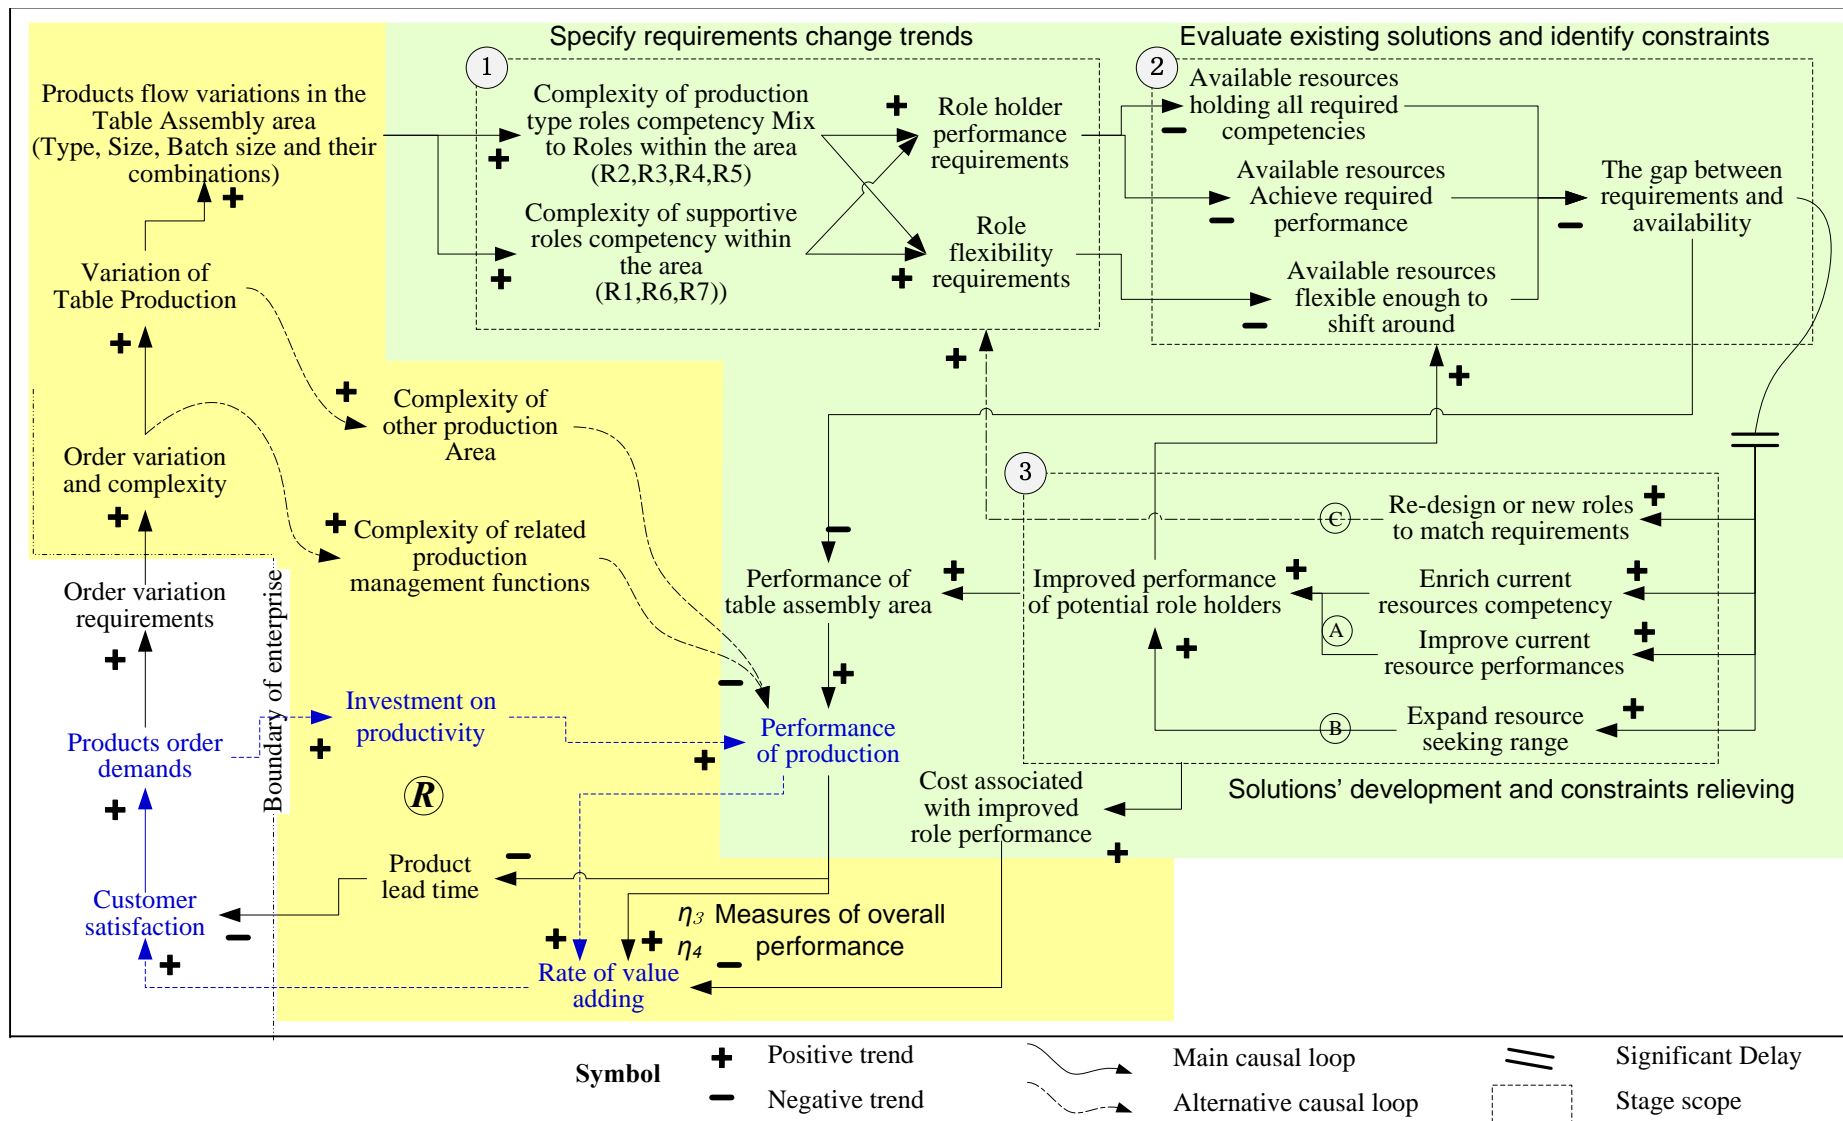 Specify requirements change trends
Evaluate existing solutions and identify constraints
1
2
Products flow variations in the
Table Assembly area
(Type, Size, Batch size and their
combinations)
Complexity of production
type roles competency Mix
to Roles within the area
(R2,R3,R4,R5)
Role holder
performance
requirements
Available resources
holding all required
competencies
Available resources
Achieve required
performance
The gap between
requirements and
availability
Complexity of supportive
roles competency within
the area
(R1,R6,R7))
Role
flexibility
requirements
Available resources
flexible enough to
shift around
Variation of
Table Production
Complexity of
other production
Area
Order variation
and complexity
3
Complexity of related
production
management functions
C
Re-design or new roles
to match requirements
Order variation
requirements
Boundary of enterprise
Performance of
table assembly area
Improved performance
of potential role holders
Enrich current
resources competency
A
Improve current
resource performances
Investment on
productivity
Products order
demands
Performance
of production
B
Expand resource
seeking range
R
Cost associated
with improved
role performance
Solutions’ development and constraints relieving
Product
lead time
Customer
satisfaction
η3 Measures of overall
η4 performance
Rate of value
adding
Symbol
+ Positive trend
Main causal loop
Significant Delay
− Negative trend
Alternative causal loop
Stage scope